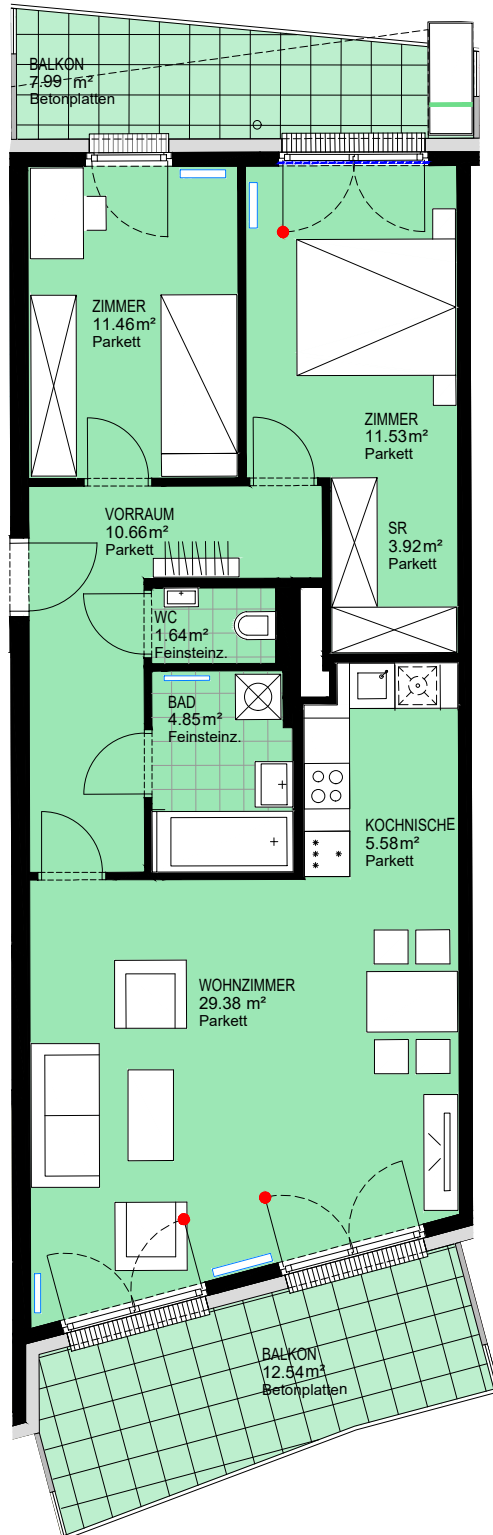 BALKON
7.99 m²
Betonplatten
ZIMMER
11.46m²
Parkett
ZIMMER
11.53m²
Parkett
VORRAUM
10.66m²
Parkett
SR
3.92m²
Parkett
WC
1.64m²
Feinsteinz.
BAD
4.85m²
Feinsteinz.
KOCHNISCHE
5.58m²
Parkett
WOHNZIMMER
29.38 m²
Parkett
BALKON
12.54m²
Betonplatten